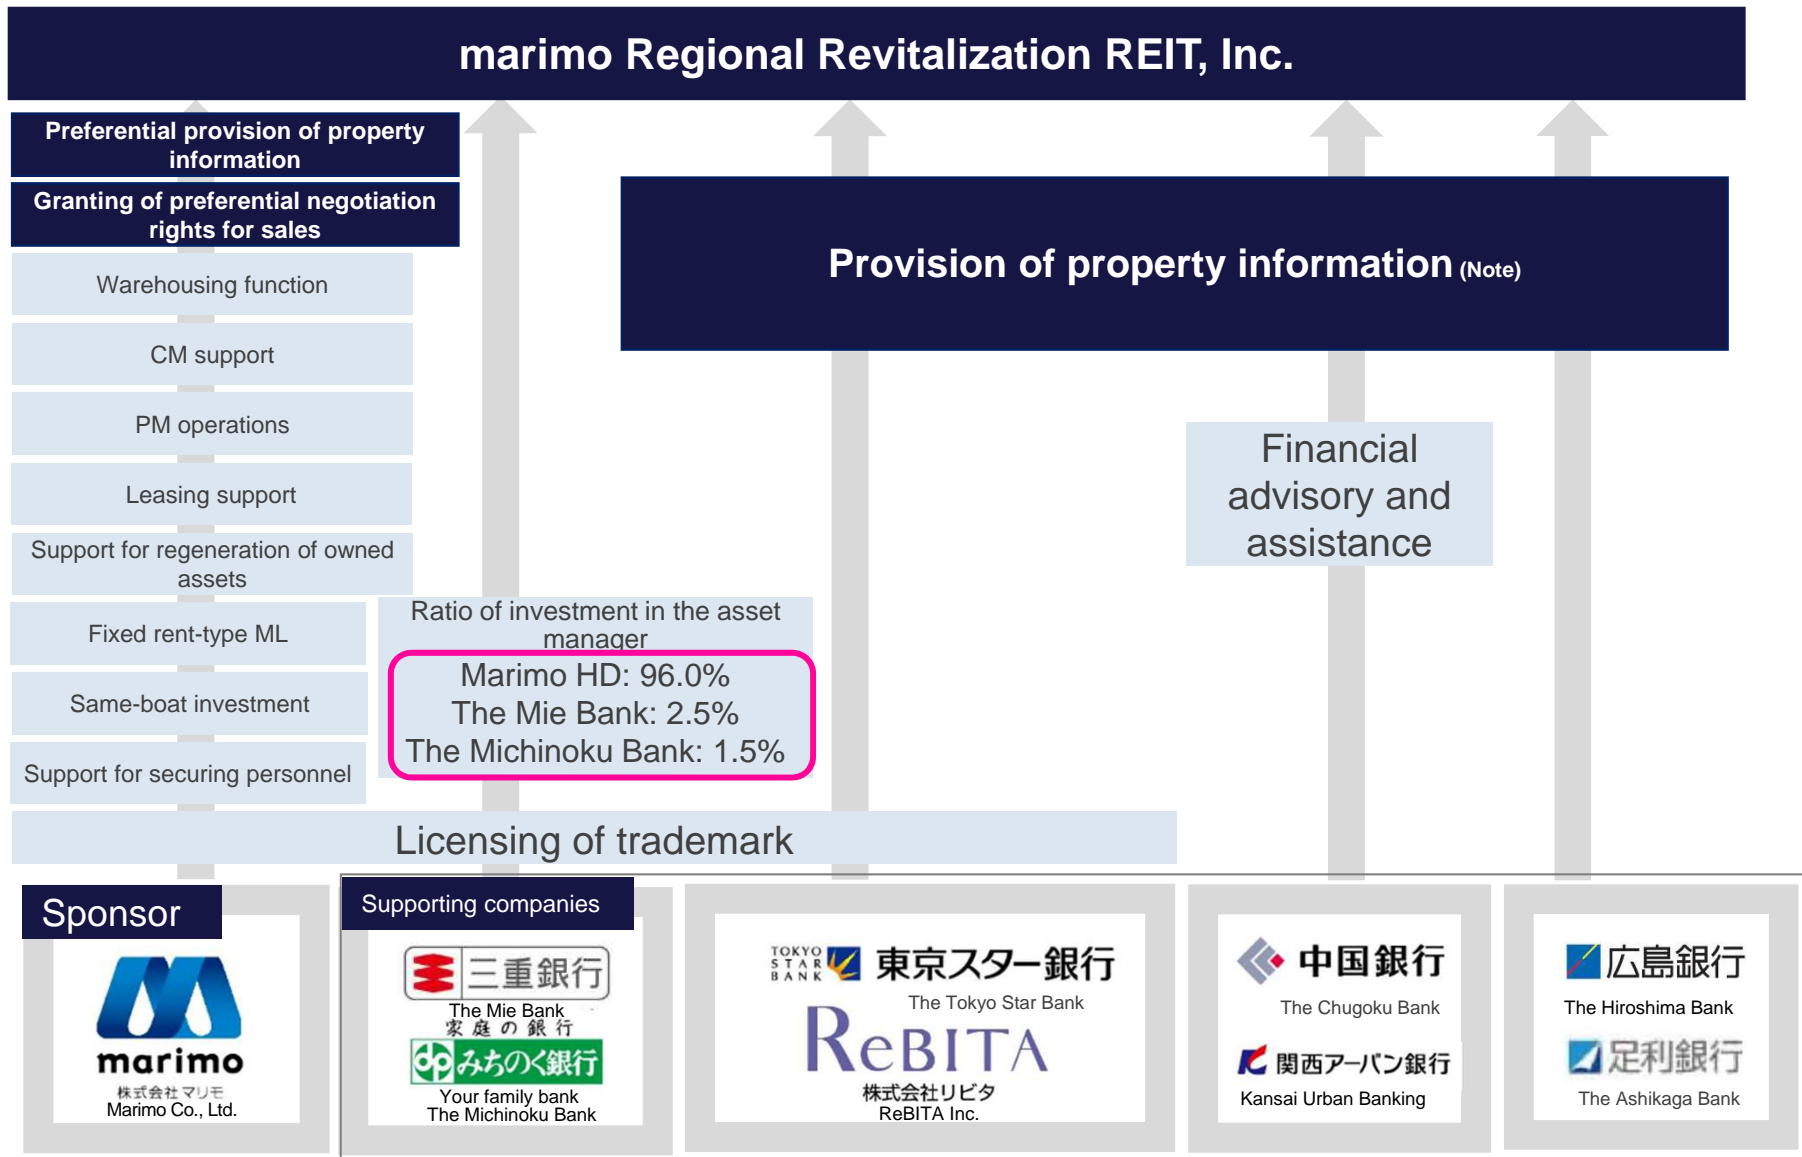 marimo Regional Revitalization REIT, Inc.
Preferential provision of property
information
Granting of preferential negotiation
rights for sales
Warehousing function
CM support
PM operations
Leasing support
Support for regeneration of owned
assets
Fixed rent-type ML
Same-boat investment
Support for securing personnel
Ratio of investment in the asset
manager
Marimo HD: 96.0%
The Mie Bank: 2.5%
The Michinoku Bank: 1.5%
Provision of property information (Note)
Financial
advisory and
assistance
Licensing of trademark
Sponsor
marimo
株式会社マリモ
Marimo Co., Ltd.
Supporting companies
三重銀行
The Mie Bank
家庭の銀行
みちのく銀行
Your family bank
The Michinoku Bank
TOKYO
STAR
BANK
東京スター銀行
The Tokyo Star Bank
ReBITA
株式会社リビタ
ReBITA Inc.
中国銀行
The Chugoku Bank
関西アーバン銀行
Kansai Urban Banking
広島銀行
The Hiroshima Bank
足利銀行
The Ashikaga Bank